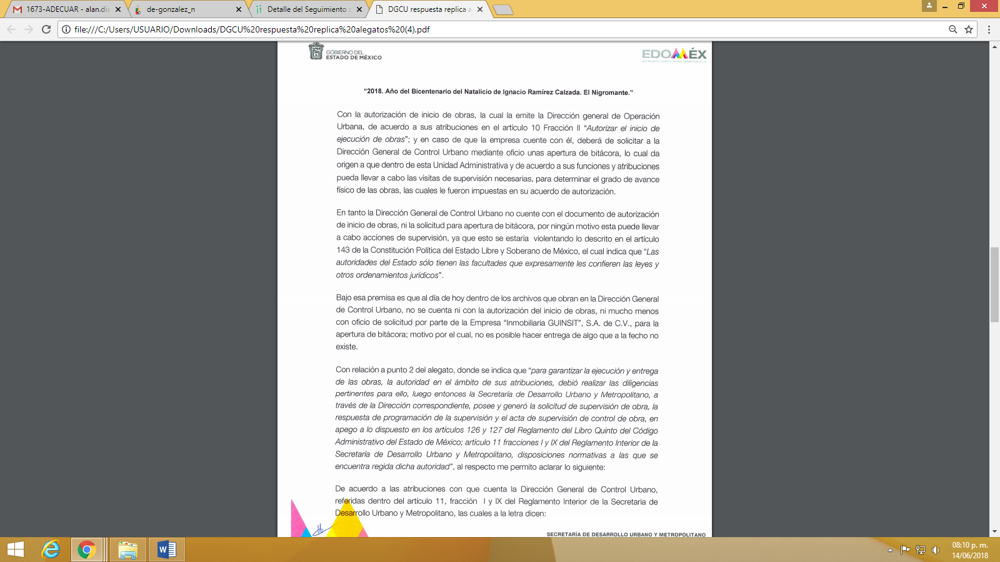 1673-ADECUAR - alan.dia
de-gonzalez_n
Detalle del Seguimiento d
DGCU respuesta replica a
file:///C:/Users/USUARIO/Downloads/DGCU%20respuesta%20replica%20alegatos%20(4).pdf
GOBIERNO DEL
ESTADO DE MÉXICO
EDOMÉX
“2018. Año del Bicentenario del Natalicio de Ignacio Ramírez Calzada. El Nigromante.”
Con la autorización de inicio de obras, la cual la emite la Dirección general de Operación
Urbana, de acuerdo a sus atribuciones en el artículo 10 Fracción II “Autorizar el inicio de
ejecución de obras”; y en caso de que la empresa cuente con él, deberá de solicitar a la
Dirección General de Control Urbano mediante oficio unas apertura de bitácora, lo cual da
origen a que dentro de esta Unidad Administrativa y de acuerdo a sus funciones y atribuciones
pueda llevar a cabo las visitas de supervisión necesarias, para determinar el grado de avance
físico de las obras, las cuales le fueron impuestas en su acuerdo de autorización.
En tanto la Dirección General de Control Urbano no cuente con el documento de autorización
de inicio de obras, ni la solicitud para apertura de bitácora, por ningún motivo esta puede llevar
a cabo acciones de supervisión, ya que esto se estaría violentando lo descrito en el artículo
143 de la Constitución Política del Estado Libre y Soberano de México, el cual indica que “Las
autoridades del Estado sólo tienen las facultades que expresamente les confieren las leyes y
otros ordenamientos jurídicos”.
Bajo esa premisa es que al día de hoy dentro de los archivos que obran en la Dirección General
de Control Urbano, no se cuenta ni con la autorización del inicio de obras, ni mucho menos
con oficio de solicitud por parte de la Empresa “Inmobiliaria GUINSIT”, S.A. de C.V., para la
apertura de bitácora; motivo por el cual, no es posible hacer entrega de algo que a la fecho no
existe.
Con relación a punto 2 del alegato, donde se indica que “para garantizar la ejecución y entrega
de las obras, la autoridad en el ámbito de sus atribuciones, debió realizar las diligencias
pertinentes para ello, luego entonces la Secretaría de Desarrollo Urbano y Metropolitano, a
través de la Dirección correspondiente, posee y generó la solicitud de supervisión de obra, la
respuesta de programación de la supervisión y el acta de supervisión de control de obra, en
apego a lo dispuesto en los artículos 126 y 127 del Reglamento del Libro Quinto del Código
Administrativo del Estado de México; artículo 11 fracciones I y IX del Reglamento Interior de la
Secretaría de Desarrollo Urbano y Metropolitano, disposiciones normativas a las que se
encuentra regida dicha autoridad”, al respecto me permito aclarar lo siguiente:
De acuerdo a las atribuciones con que cuenta la Dirección General de Control Urbano,
referidas dentro del artículo 11, fracción I y IX del Reglamento Interior de la Secretaria de
Desarrollo Urbano y Metropolitano, las cuales a la letra dicen:
SECRETARÍA DE DESARROLLO URBANO Y METROPOLITANO
08:10 p. m.
14/06/2018